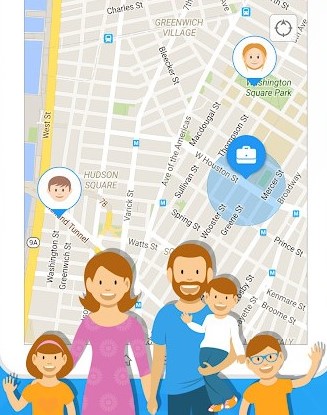 Charles St
7th
GREENWICH
VILLAGE
Bleecker St
Washington
Square Park
Macdougal St
Thompson St
West St
Ave of the Americas
W Houston St
HUDSON
SQUARE
Sullivan St
Mercer St
Broadway
Varick St
Spring St
Wooster St
Greene St
Prince St
9A
Washington St
Greenwich St
Watts St
Kenmare St
Broome St